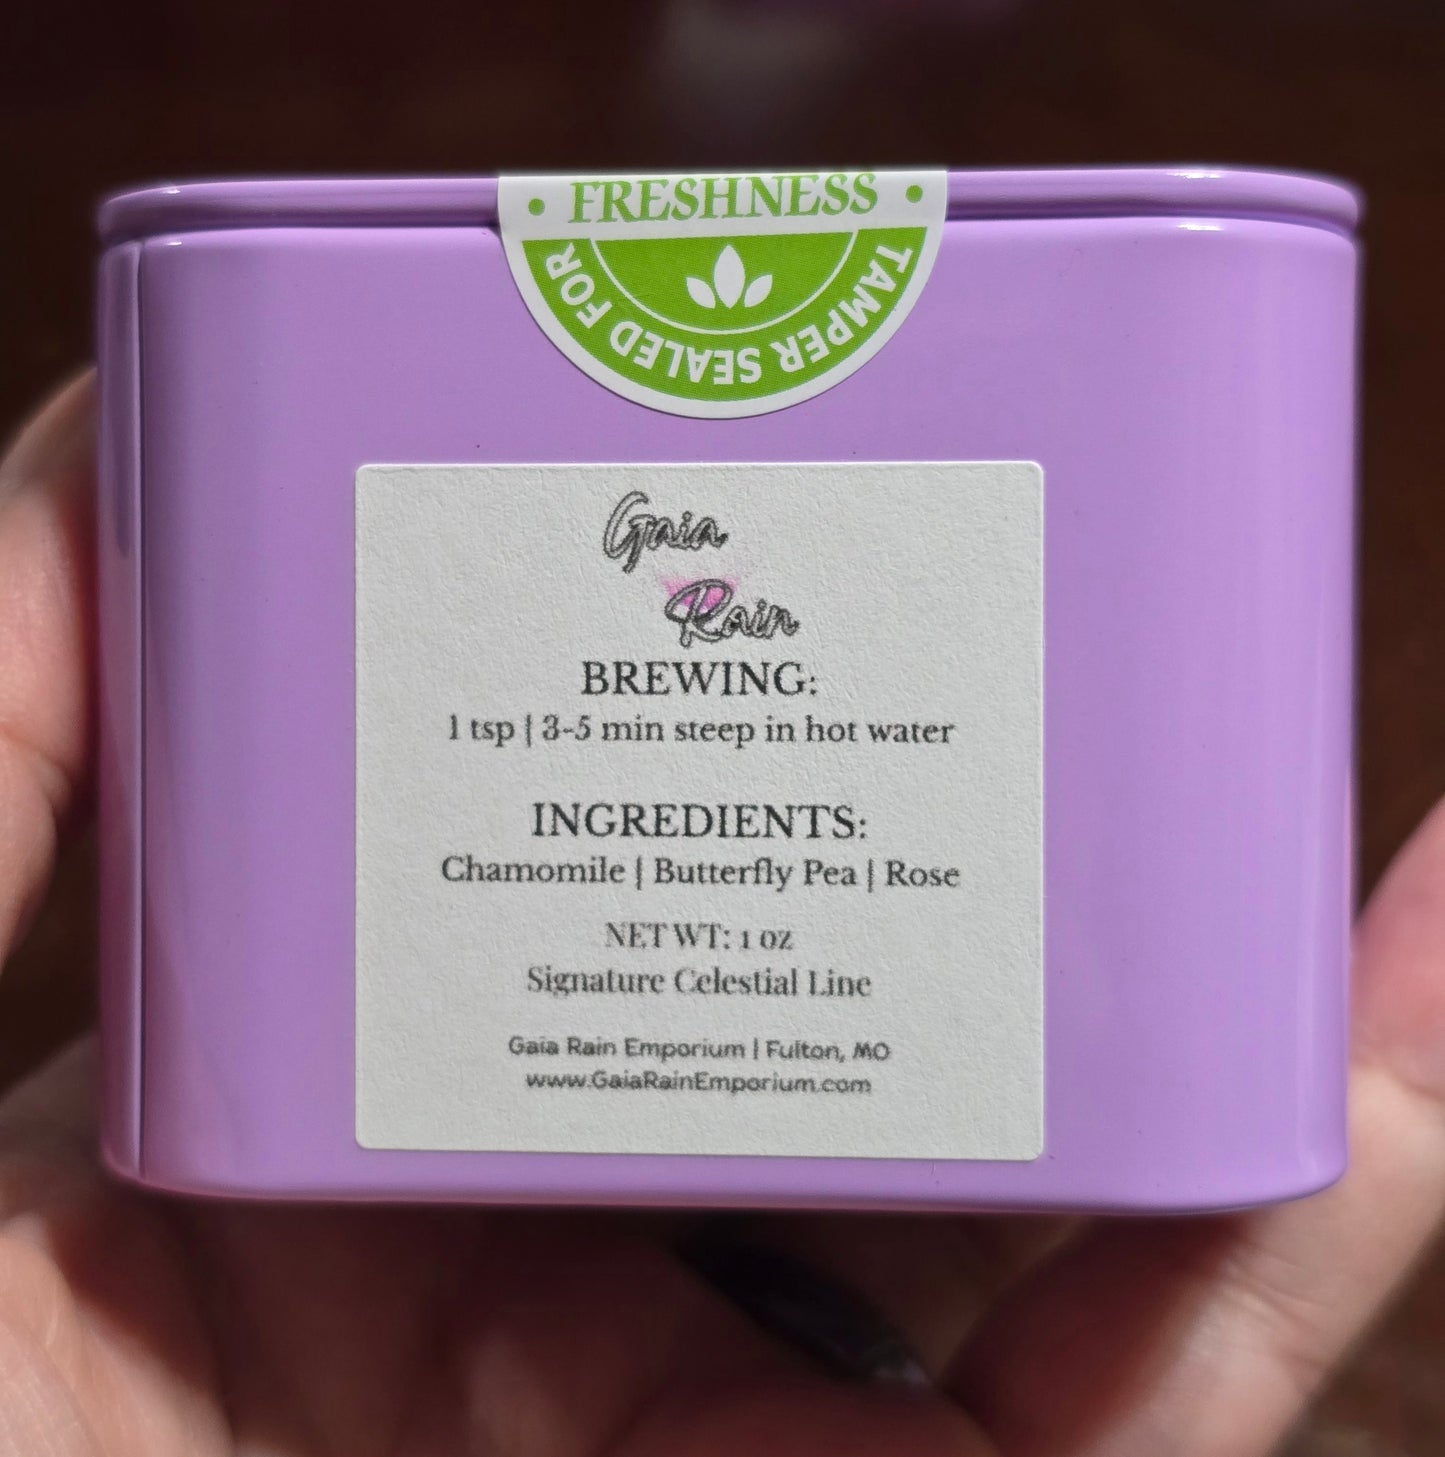 • FRESHNESS •
TAMPER SEALED FOR
Gaia
Rain
BREWING:
1 tsp | 3-5 min steep in hot water
INGREDIENTS:
Chamomile | Butterfly Pea | Rose
NET WT: 1 OZ
Signature Celestial Line
Gaia Rain Emporium | Fulton, MO
www.GaiaRainEmporium.com